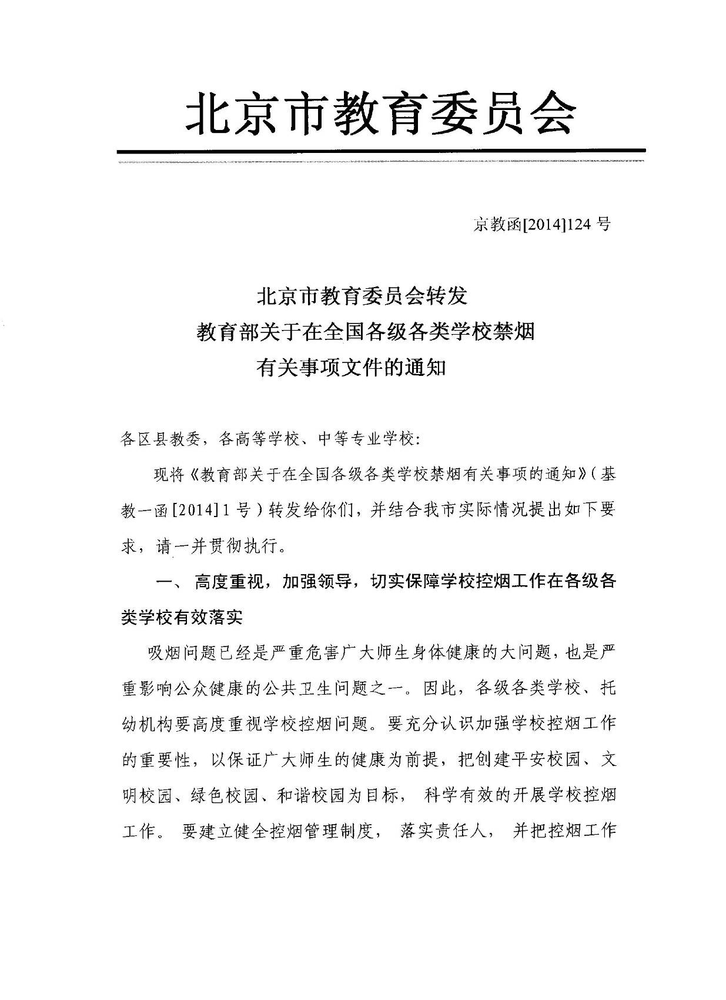 北京市教育委员会
京教函[2014]124 号
北京市教育委员会转发
教育部关于在全国各级各类学校禁烟
有关事项文件的通知
各区县教委，各高等学校、中等专业学校:
现将《教育部关于在全国各级各类学校禁烟有关事项的通知》(基
教一函[2014]1 号)转发给你们，并结合我市实际情况提出如下要
求，请一并贯彻执行。
一、 高度重视，加强领导，切实保障学校控烟工作在各级各
类学校有效落实
吸烟问题已经是严重危害广大师生身体健康的大问题，也是严
重影响公众健康的公共卫生问题之一。因此，各级各类学校、托
幼机构要高度重视学校控烟问题。要充分认识加强学校控烟工作
的重要性，以保证广大师生的健康为前提，把创建平安校园、文
明校园、绿色校园、和谐校园为目标， 科学有效的开展学校控烟
工作。 要建立健全控烟管理制度， 落实责任人， 并把控烟工作